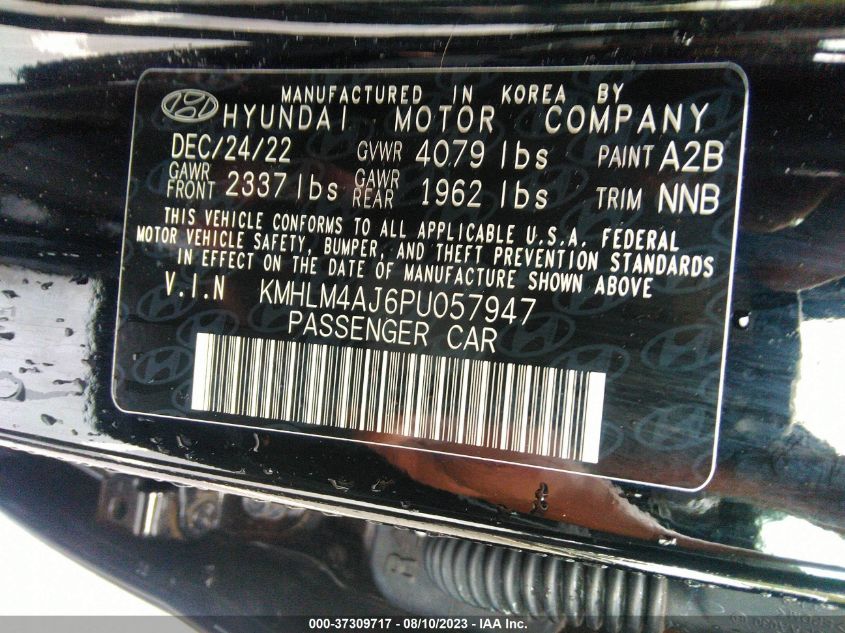 MANUFACTURED IN KOREA BY
HYUNDAI MOTOR COMPANY
DEC/24/22 GVWR 4079 lbs PAINT A2B
GAWR FRONT 2337 lbs GAWR REAR 1962 lbs TRIM NNB
THIS VEHICLE CONFORMS TO ALL APPLICABLE U.S.A. FEDERAL
MOTOR VEHICLE SAFETY, BUMPER, AND THEFT PREVENTION STANDARDS
IN EFFECT ON THE DATE OF MANUFACTURE SHOWN ABOVE
V.I.N KMHLM4AJ6PU057947
PASSENGER CAR
R
000-37309717 - 08/10/2023 - IAA Inc.